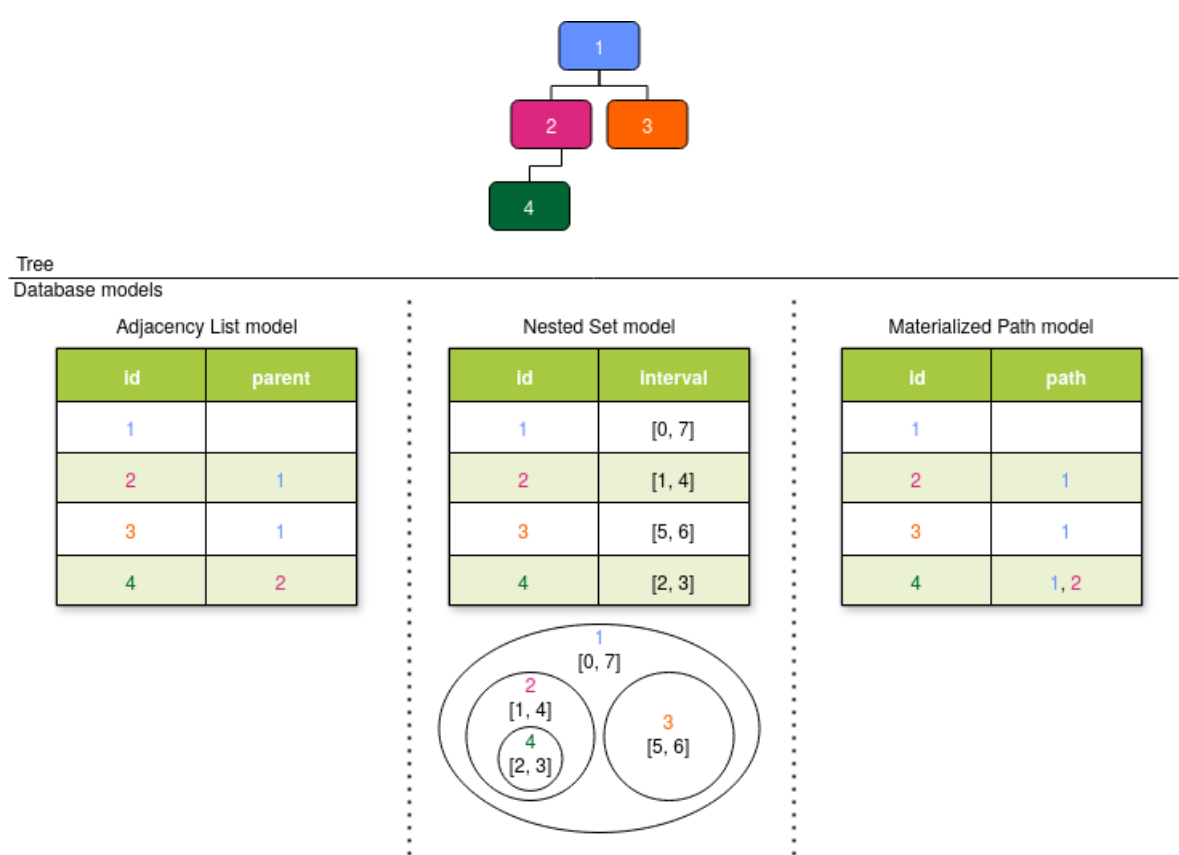 1
2 3
4
Tree
Database models
Adjacency List model
id parent
1
2 1
3 1
4 2
Nested Set model
id interval
1 [0, 7]
2 [1, 4]
3 [5, 6]
4 [2, 3]
1
[0, 7]
2
[1, 4]
4
[2, 3]
3
[5, 6]
Materialized Path model
id path
1
2 1
3 1
4 1, 2